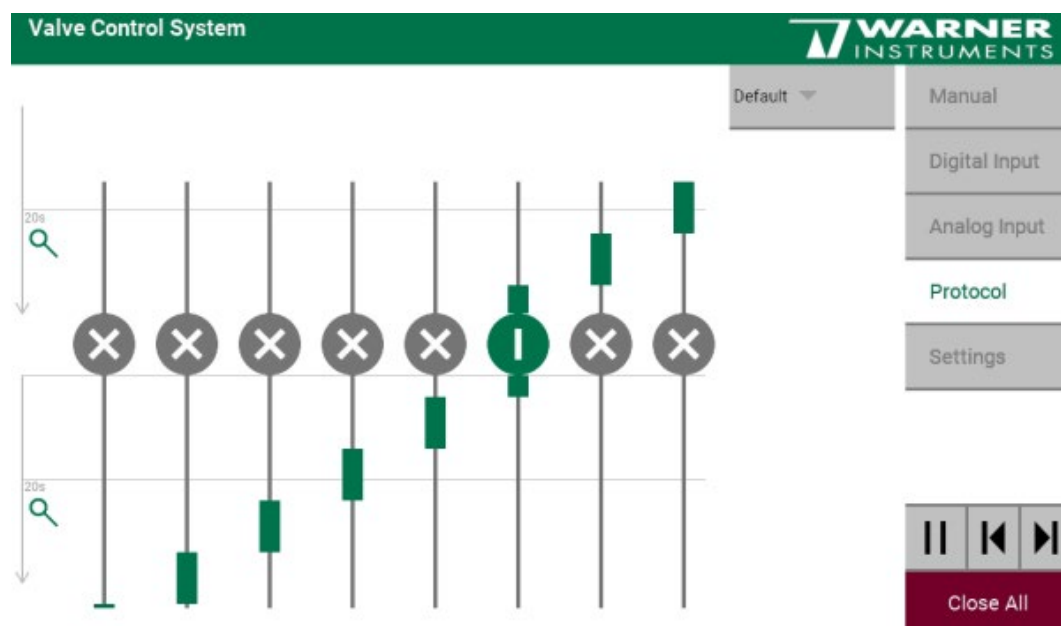 Valve Control System
WARNER
INSTRUMENTS
Default
Manual
Digital Input
Analog Input
Protocol
Settings
20s
20s
Close All